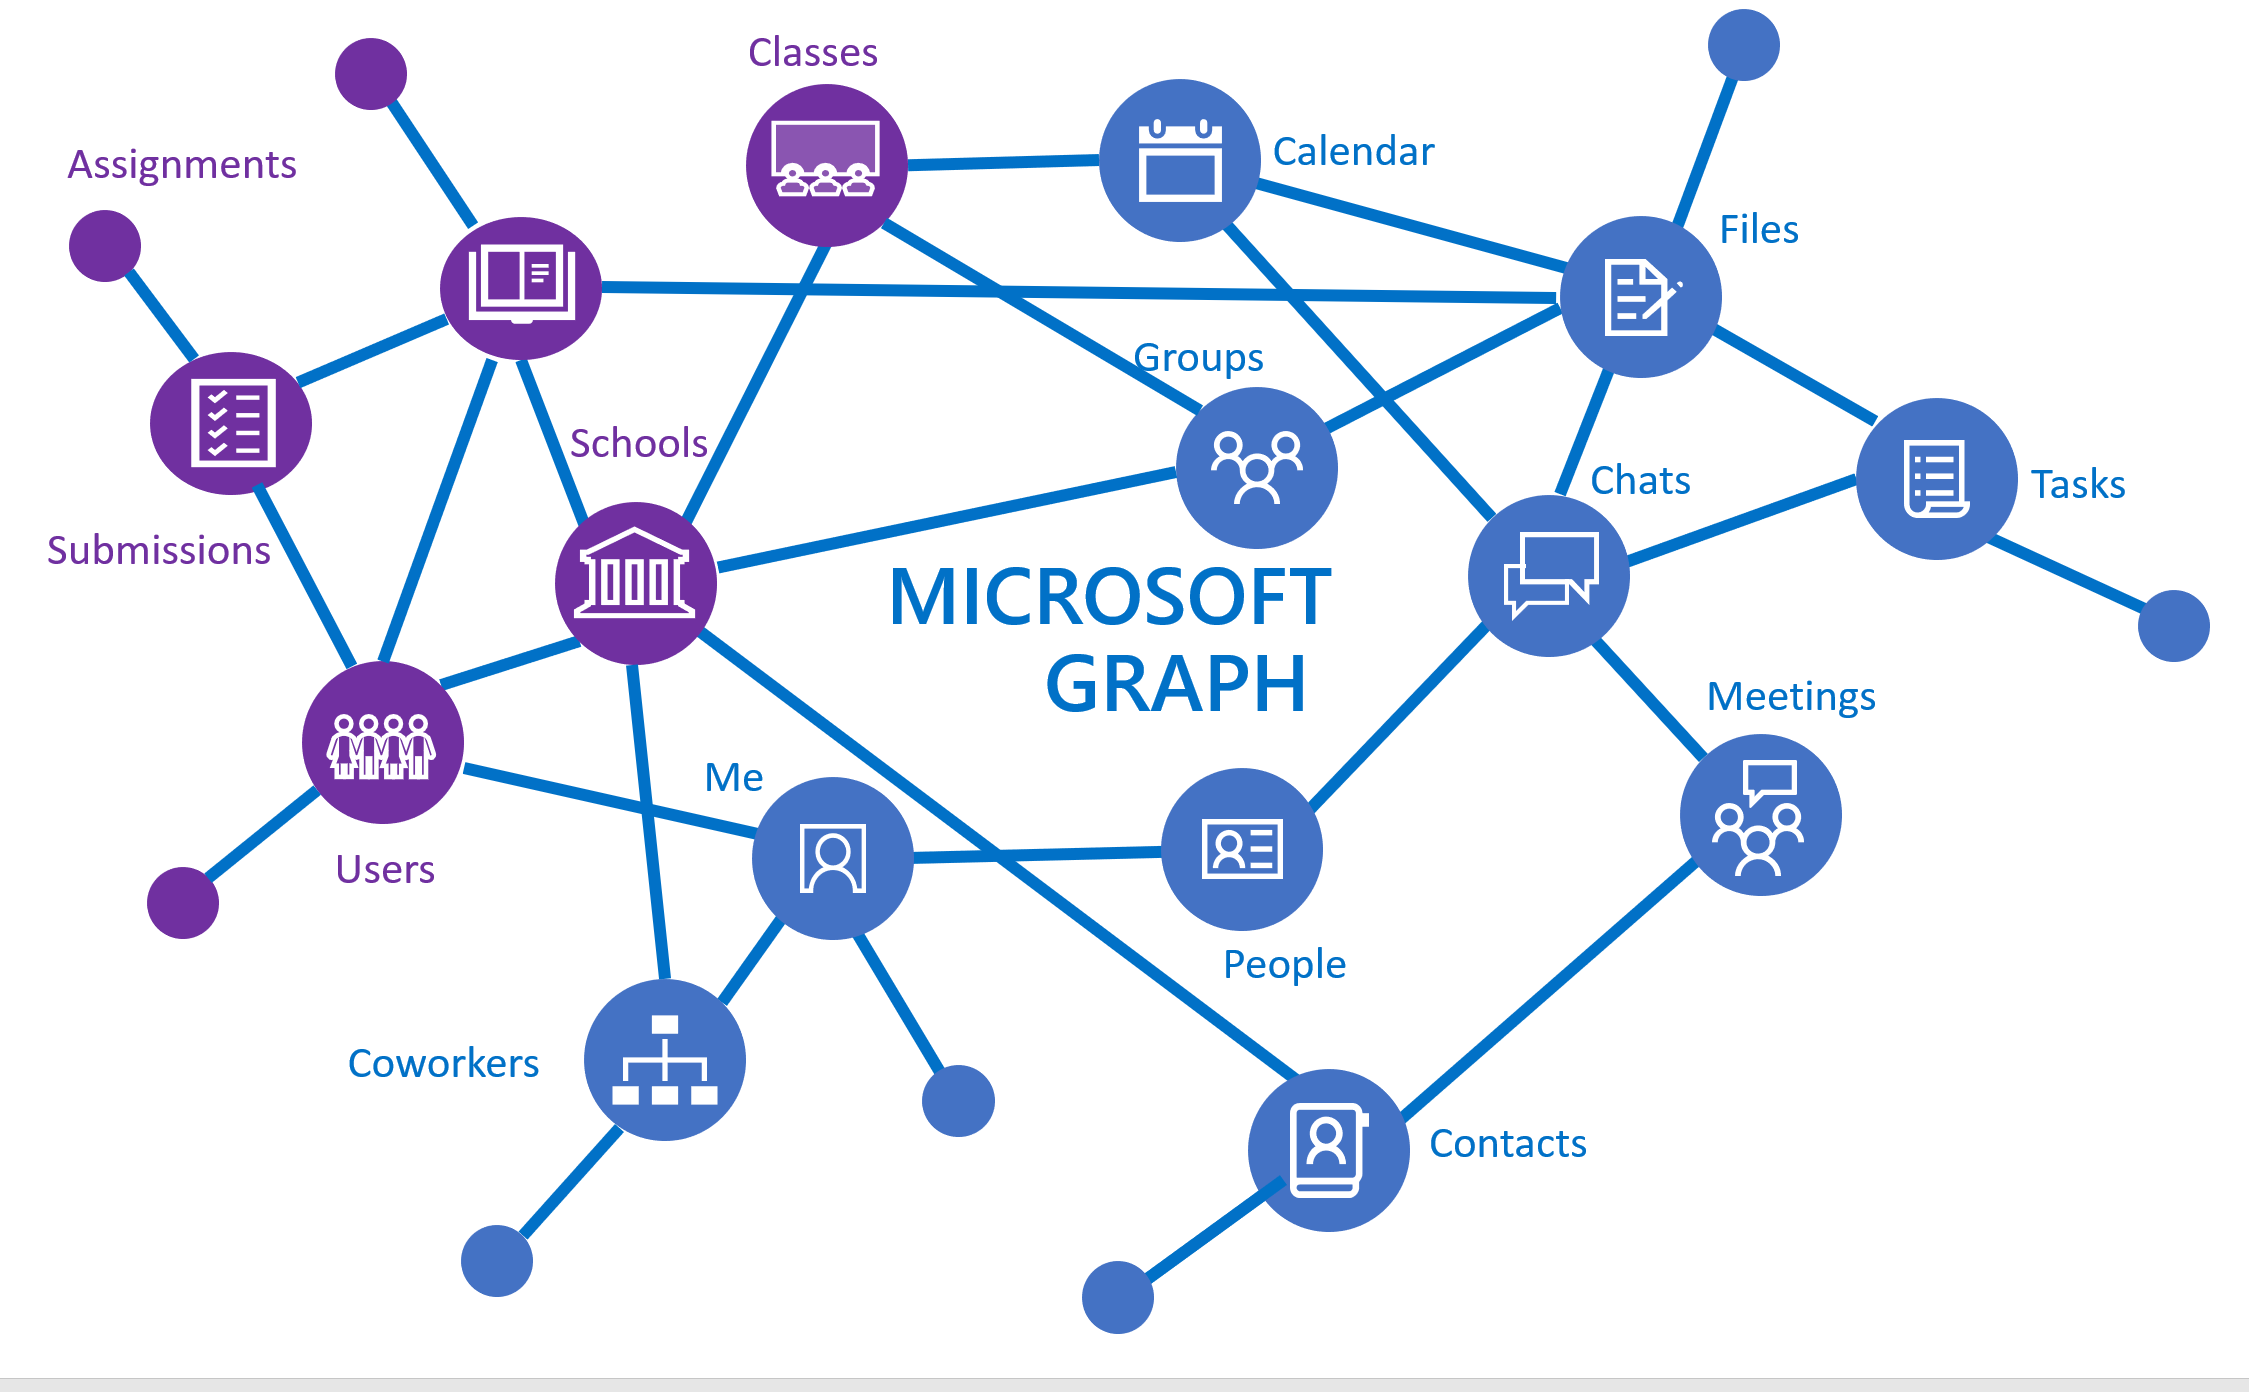 Classes
Calendar
Assignments
Files
Groups
Schools
Chats
Tasks
Submissions
MICROSOFT
GRAPH
Meetings
Me
Users
People
Coworkers
Contacts